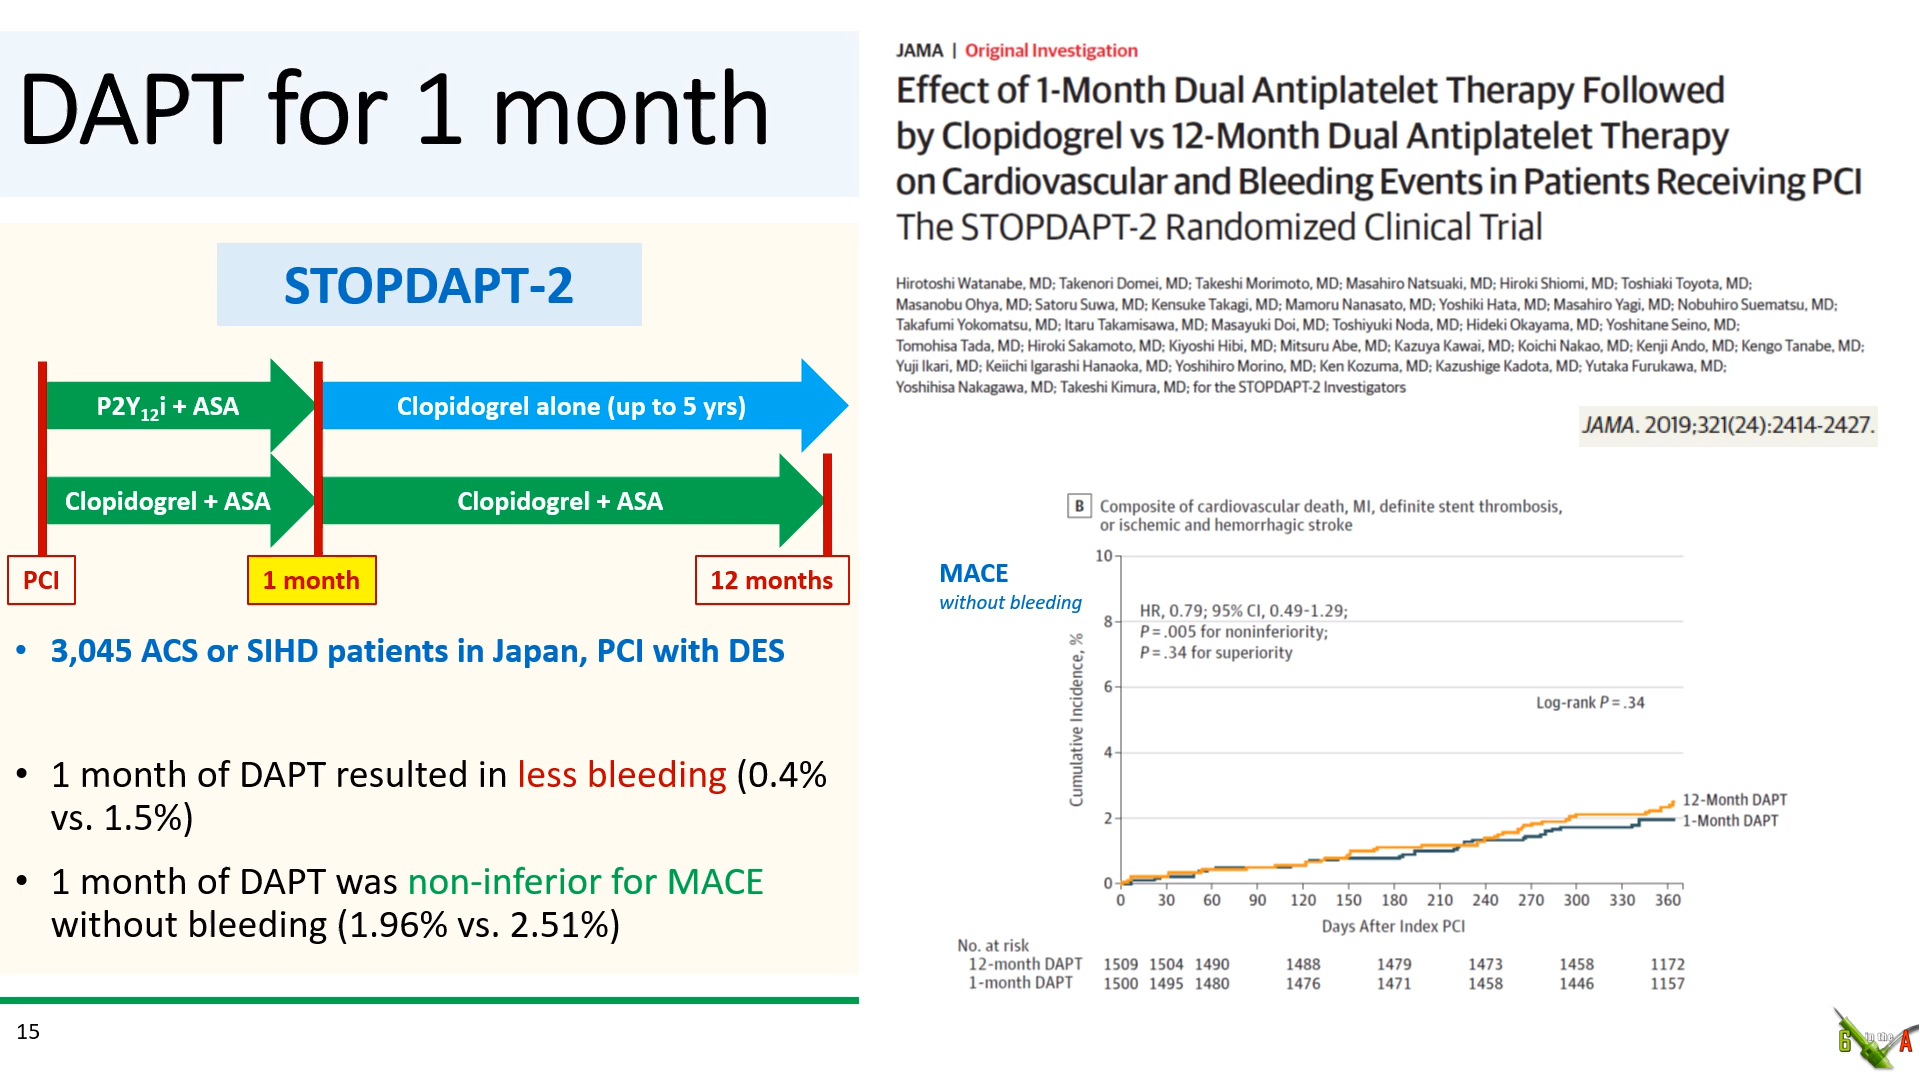 DAPT for 1 month
STOPDAPT-2
P2Y12i + ASA
Clopidogrel alone (up to 5 yrs)
Clopidogrel + ASA
Clopidogrel + ASA
PCI
1 month
12 months
• 3,045 ACS or SIHD patients in Japan, PCI with DES
• 1 month of DAPT resulted in less bleeding (0.4%
vs. 1.5%)
• 1 month of DAPT was non-inferior for MACE
without bleeding (1.96% vs. 2.51%)
15
JAMA | Original Investigation
Effect of 1-Month Dual Antiplatelet Therapy Followed
by Clopidogrel vs 12-Month Dual Antiplatelet Therapy
on Cardiovascular and Bleeding Events in Patients Receiving PCI
The STOPDAPT-2 Randomized Clinical Trial
Hirotoshi Watanabe, MD; Takenori Domei, MD; Takeshi Morimoto, MD; Masahiro Natsuaki, MD; Hiroki Shiomi, MD; Toshiaki Toyota, MD;
Masanobu Ohya, MD; Satoru Suwa, MD; Kensuke Takagi, MD; Mamoru Nanasato, MD; Yoshiki Hata, MD; Masahiro Yagi, MD; Nobuhiro Suematsu, MD;
Takafumi Yokomatsu, MD; Itaru Takamisawa, MD; Masayuki Doi, MD; Toshiyuki Noda, MD; Hideki Okayama, MD; Yoshitane Seino, MD;
Tomohisa Tada, MD; Hiroki Sakamoto, MD; Kiyoshi Hibi, MD; Mitsuru Abe, MD; Kazuya Kawai, MD; Koichi Nakao, MD; Kenji Ando, MD; Kengo Tanabe, MD;
Yuji Ikari, MD; Keiichi Igarashi Hanaoka, MD; Yoshihiro Morino, MD; Ken Kozuma, MD; Kazushige Kadota, MD; Yutaka Furukawa, MD;
Yoshihisa Nakagawa, MD; Takeshi Kimura, MD; for the STOPDAPT-2 Investigators
JAMA. 2019;321(24):2414-2427.
B Composite of cardiovascular death, MI, definite stent thrombosis,
or ischemic and hemorrhagic stroke
MACE
without bleeding
Cumulative Incidence, %
10
8
6
4
2
0
HR, 0.79; 95% CI, 0.49-1.29;
P = .005 for noninferiority;
P = .34 for superiority
Log-rank P = .34
12-Month DAPT
1-Month DAPT
0 30 60 90 120 150 180 210 240 270 300 330 360
Days After Index PCI
No. at risk
12-month DAPT 1509 1504 1490 1488 1479 1473 1458 1172
1-month DAPT 1500 1495 1480 1476 1471 1458 1446 1157
6 in the A